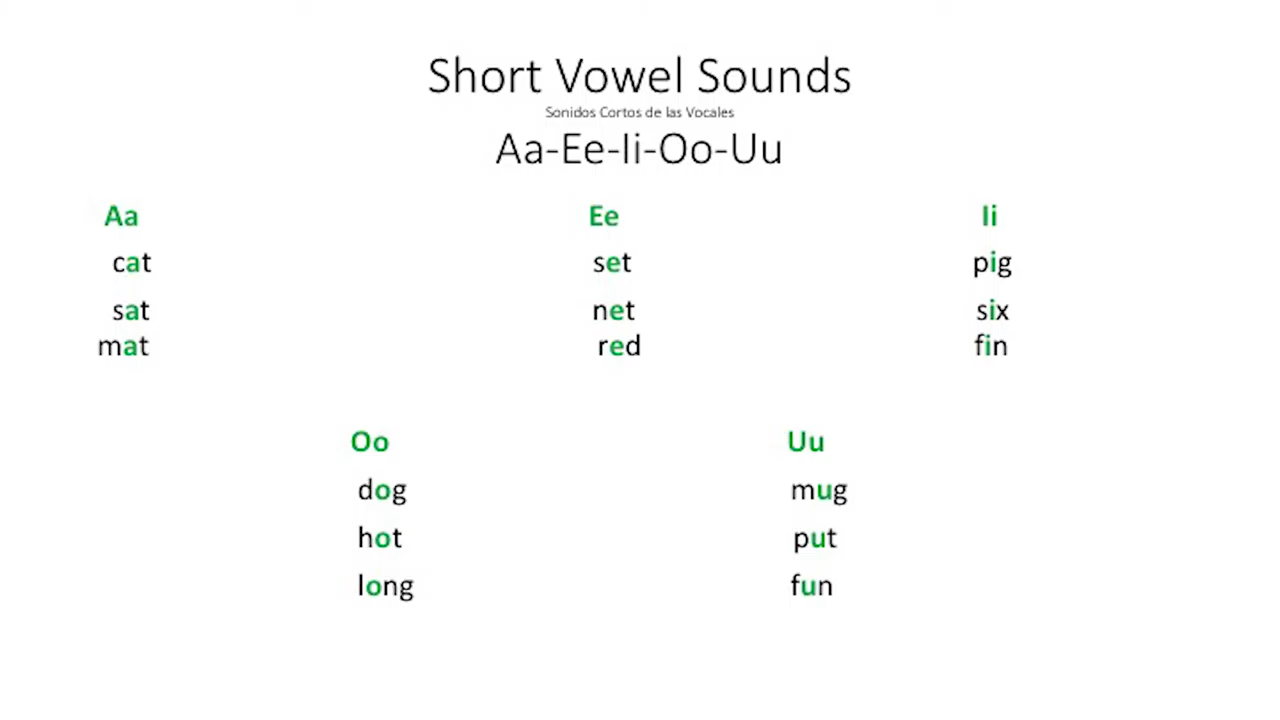 Short Vowel Sounds
Sonidos Cortos de las Vocales
Aa-Ee-Ii-Oo-Uu
Aa
cat
sat
mat
Ee
set
net
red
Ii
pig
six
fin
Oo
dog
hot
long
Uu
mug
put
fun